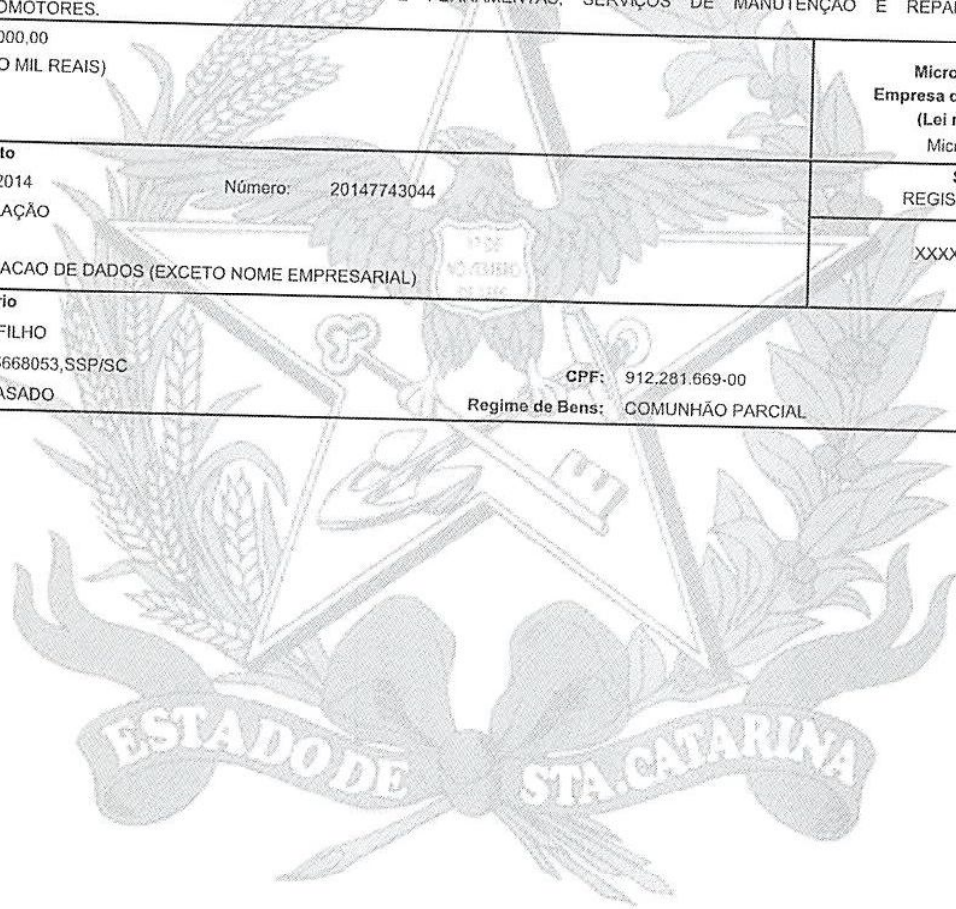 FERRAMENTAS, SERVIÇOS DE MANUTENÇÃO E REPA
OMOTORES.
000,00
O MIL REAIS)
Micro
Empresa d
(Lei
Micr
to
2014
Número: 20147743044
AÇÃO
REGIS
XXXX
ACAO DE DADOS (EXCETO NOME EMPRESARIAL)
rio
FILHO
668053,SSP/SC
CPF: 912.281.669-00
ASADO
Regime de Bens: COMUNHÃO PARCIAL
ESTADO DE STA. CATARINA